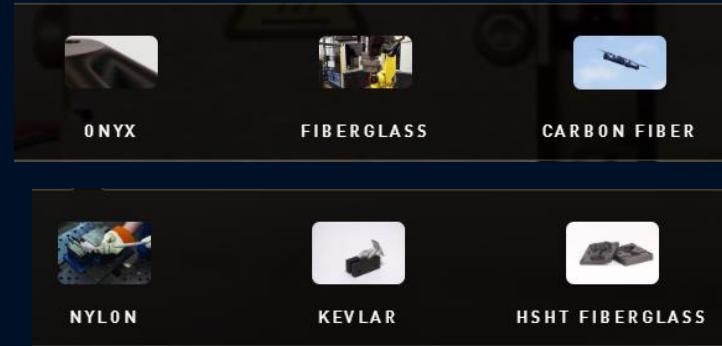 ONYX FIBERGLASS CARBON FIBER
NYLON KEVLAR HSHT FIBERGLASS